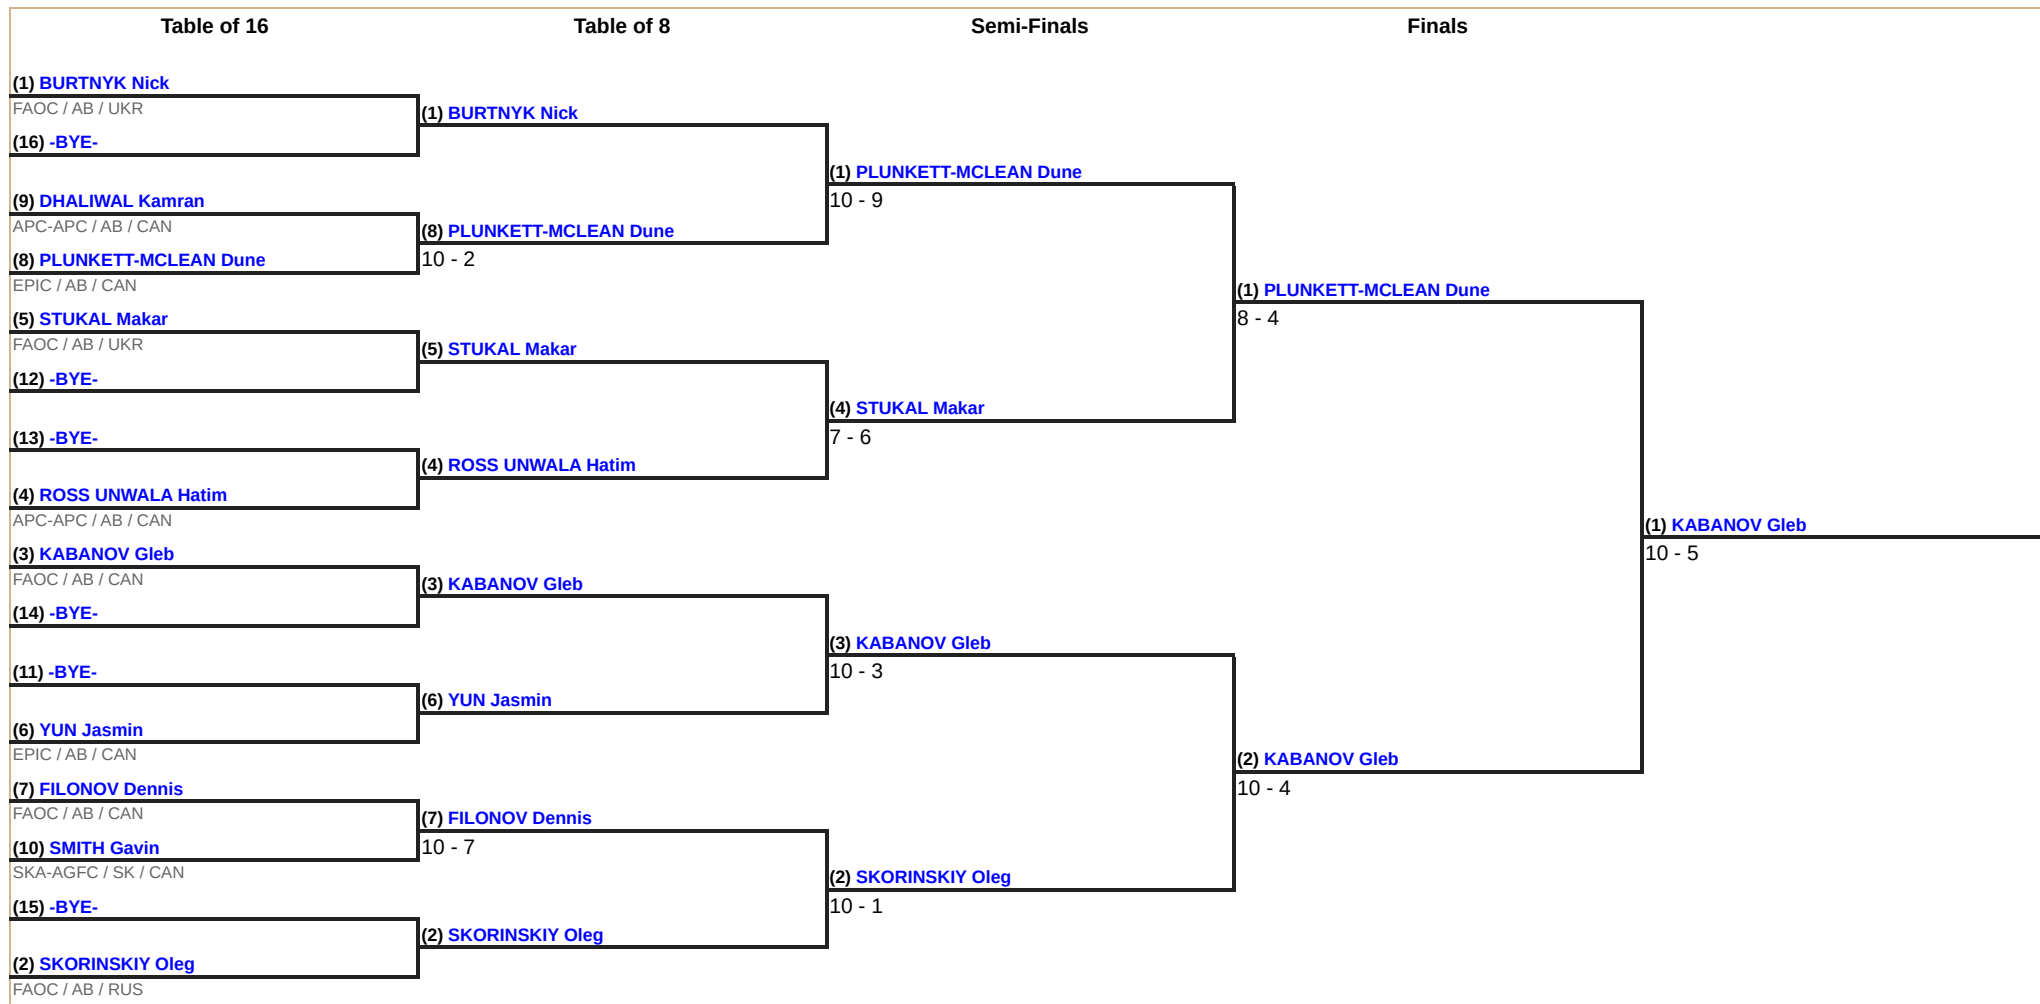 Table of 16
Table of 8
Semi-Finals
Finals
(1) BURTNYK Nick
FAOC / AB / UKR
(16) -BYE-
(9) DHALIWAL Kamran
APC-APC / AB / CAN
(8) PLUNKETT-MCLEAN Dune
EPIC / AB / CAN
(5) STUKAL Makar
FAOC / AB / UKR
(12) -BYE-
(13) -BYE-
(4) ROSS UNWALA Hatim
APC-APC / AB / CAN
(3) KABANOV Gleb
FAOC / AB / CAN
(14) -BYE-
(11) -BYE-
(6) YUN Jasmin
EPIC / AB / CAN
(7) FILONOV Dennis
FAOC / AB / CAN
(10) SMITH Gavin
SKA-AGFC / SK / CAN
(15) -BYE-
(2) SKORINSKIY Oleg
FAOC / AB / RUS
(1) BURTNYK Nick
(8) PLUNKETT-MCLEAN Dune
10 - 2
(5) STUKAL Makar
(4) ROSS UNWALA Hatim
(3) KABANOV Gleb
(6) YUN Jasmin
(7) FILONOV Dennis
10 - 7
(2) SKORINSKIY Oleg
(1) PLUNKETT-MCLEAN Dune
10 - 9
(4) STUKAL Makar
7 - 6
(3) KABANOV Gleb
10 - 3
(2) SKORINSKIY Oleg
10 - 1
(1) PLUNKETT-MCLEAN Dune
8 - 4
(2) KABANOV Gleb
10 - 4
(1) KABANOV Gleb
10 - 5